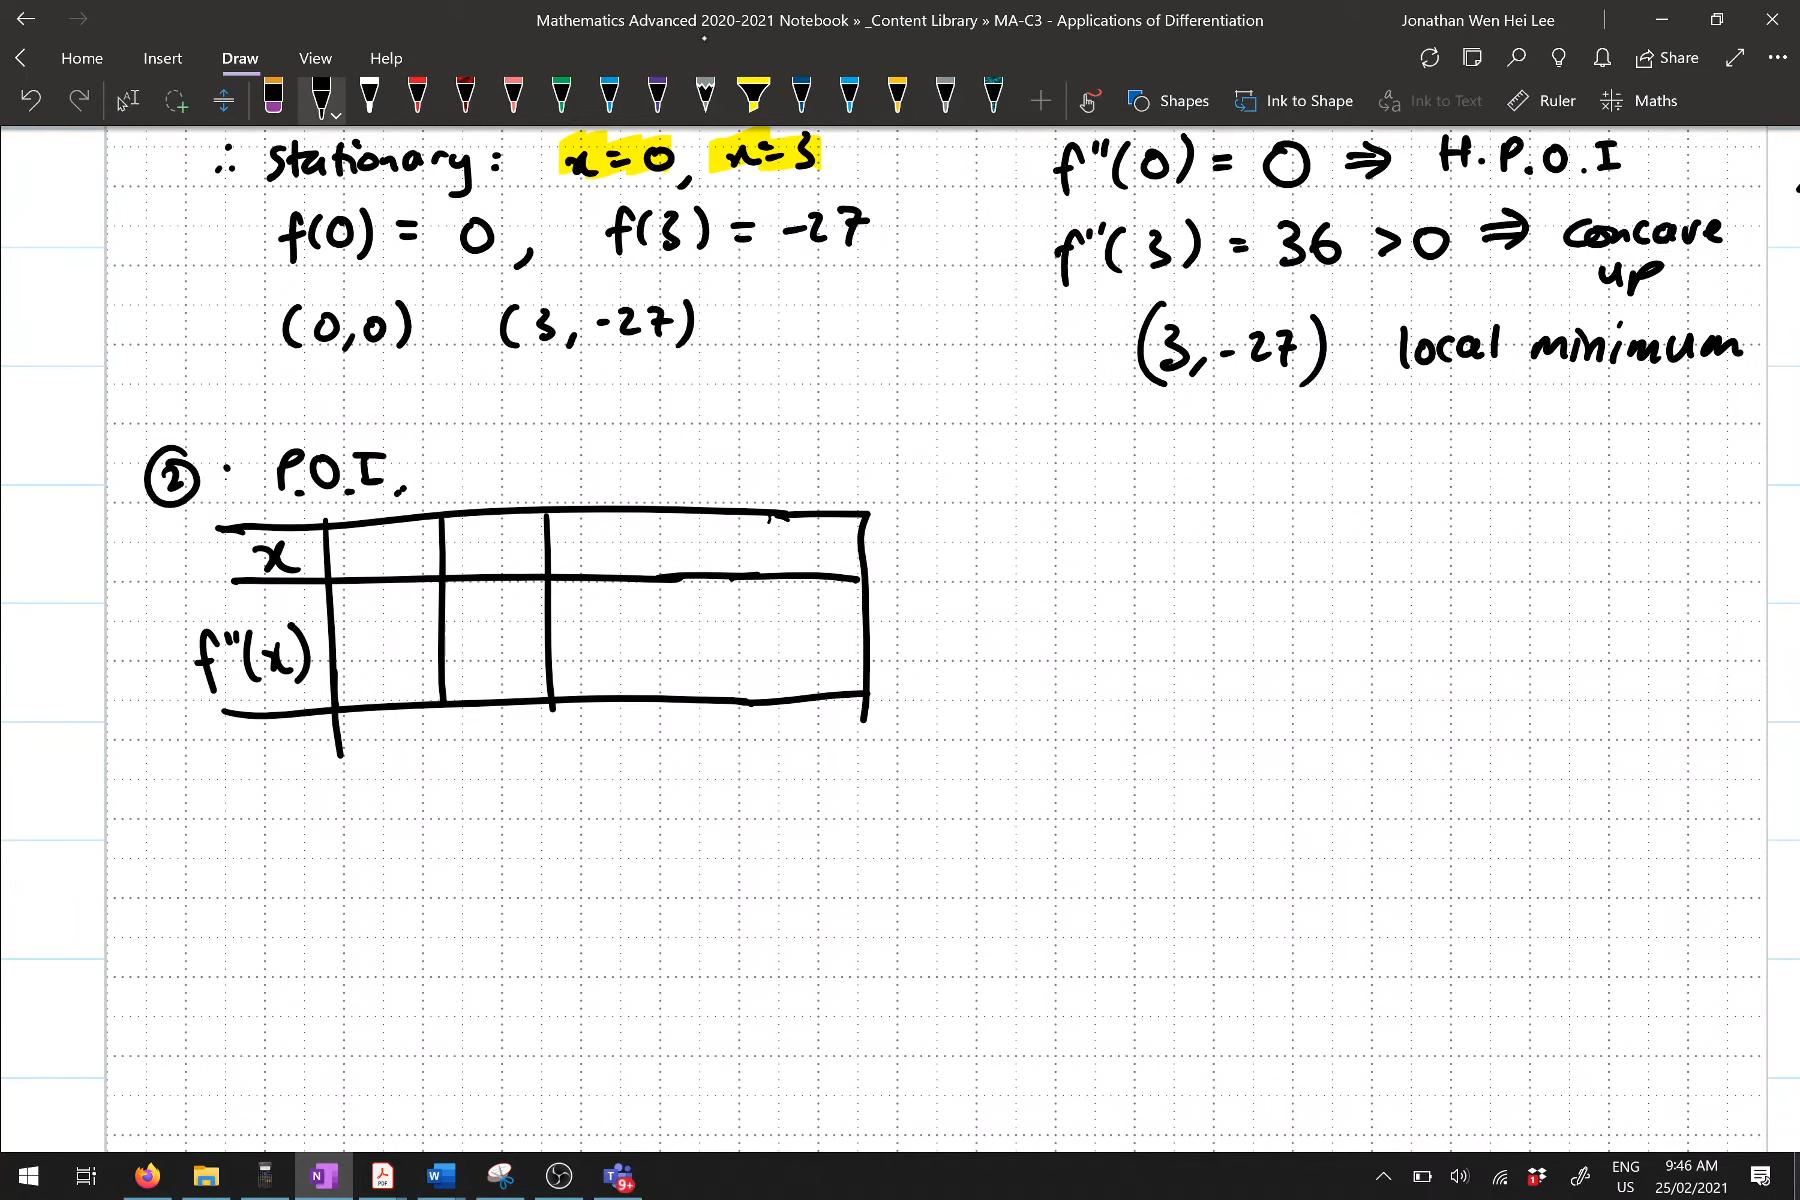 Mathematics Advanced 2020-2021 Notebook » _Content Library » MA-C3 - Applications of Differentiation
Jonathan Wen Hei Lee
Home Insert Draw View Help
Share
Shapes Ink to Shape Ink to Text Ruler Maths
∴ stationary: x=0, x=3
f(0) = 0, f(3) = -27
(0,0) (3,-27)
f''(0) = 0 ⇒ H.P.O.I
f''(3) = 36 >0 ⇒ concave
up
(3,-27) local minimum
② · P.O.I.
x
f''(x)
ENG
US
9:46 AM
25/02/2021